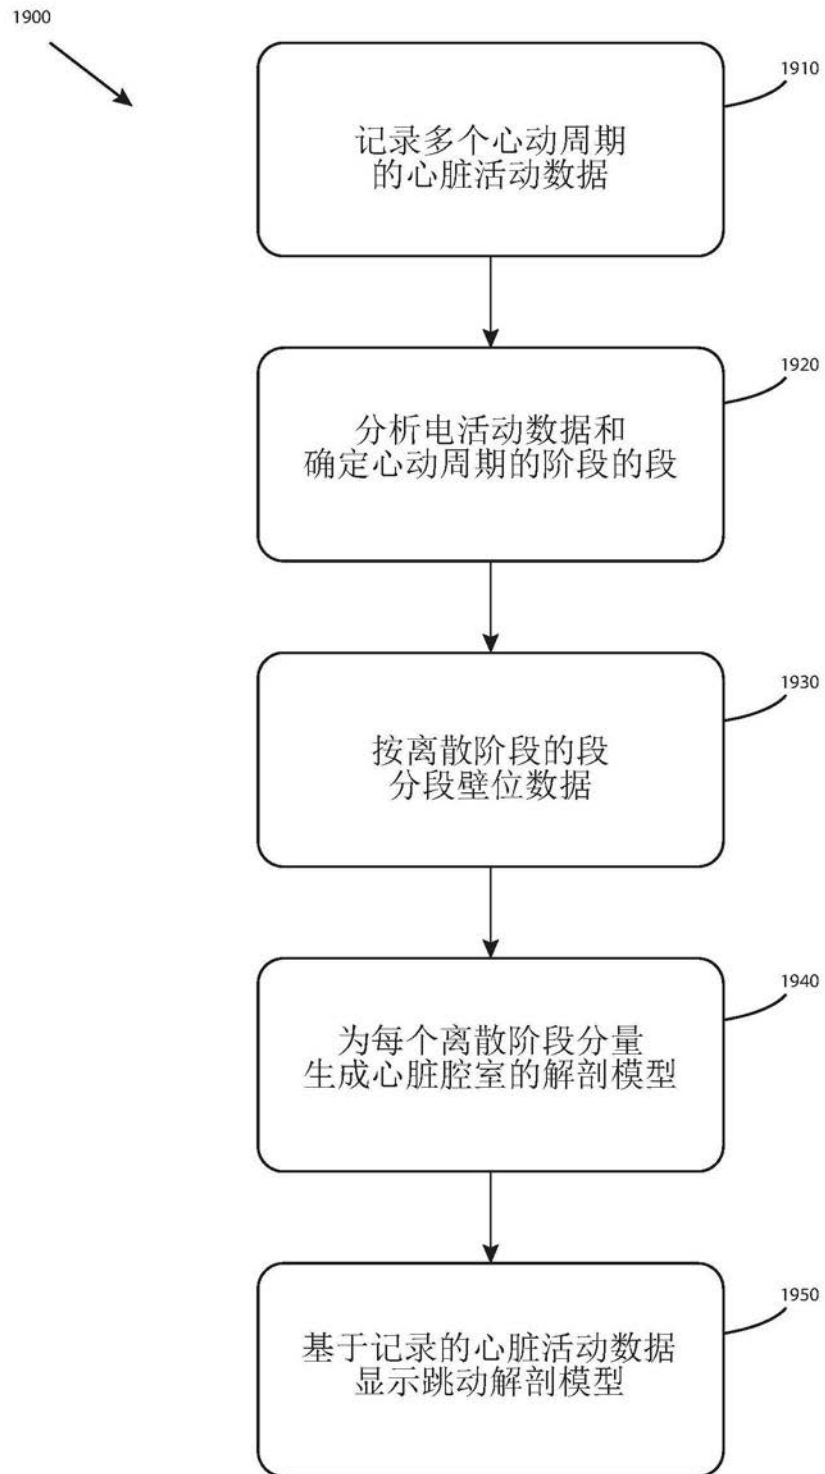 1900
1910
记录多个心动周期
的心脏活动数据
1920
分析电活动数据和
确定心动周期的阶段的段
1930
按离散阶段的段
分段壁位数据
1940
为每个离散阶段分量
生成心脏腔室的解剖模型
1950
基于记录的心脏活动数据
显示跳动解剖模型